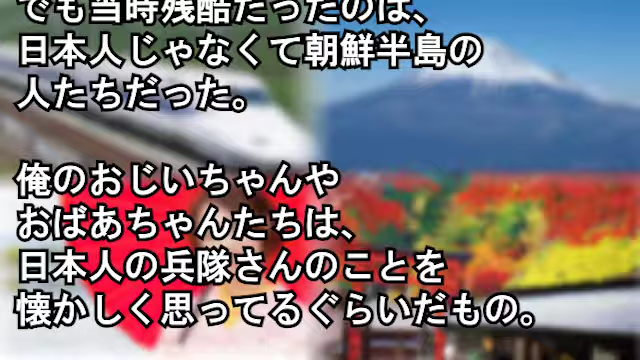 でも当時残酷だったのは、
日本人じゃなくて朝鮮半島の
人たちだった。
俺のおじいちゃんや
おばあちゃんたちは、
日本人の兵隊さんのことを
懐かしく思ってるぐらいだもの。